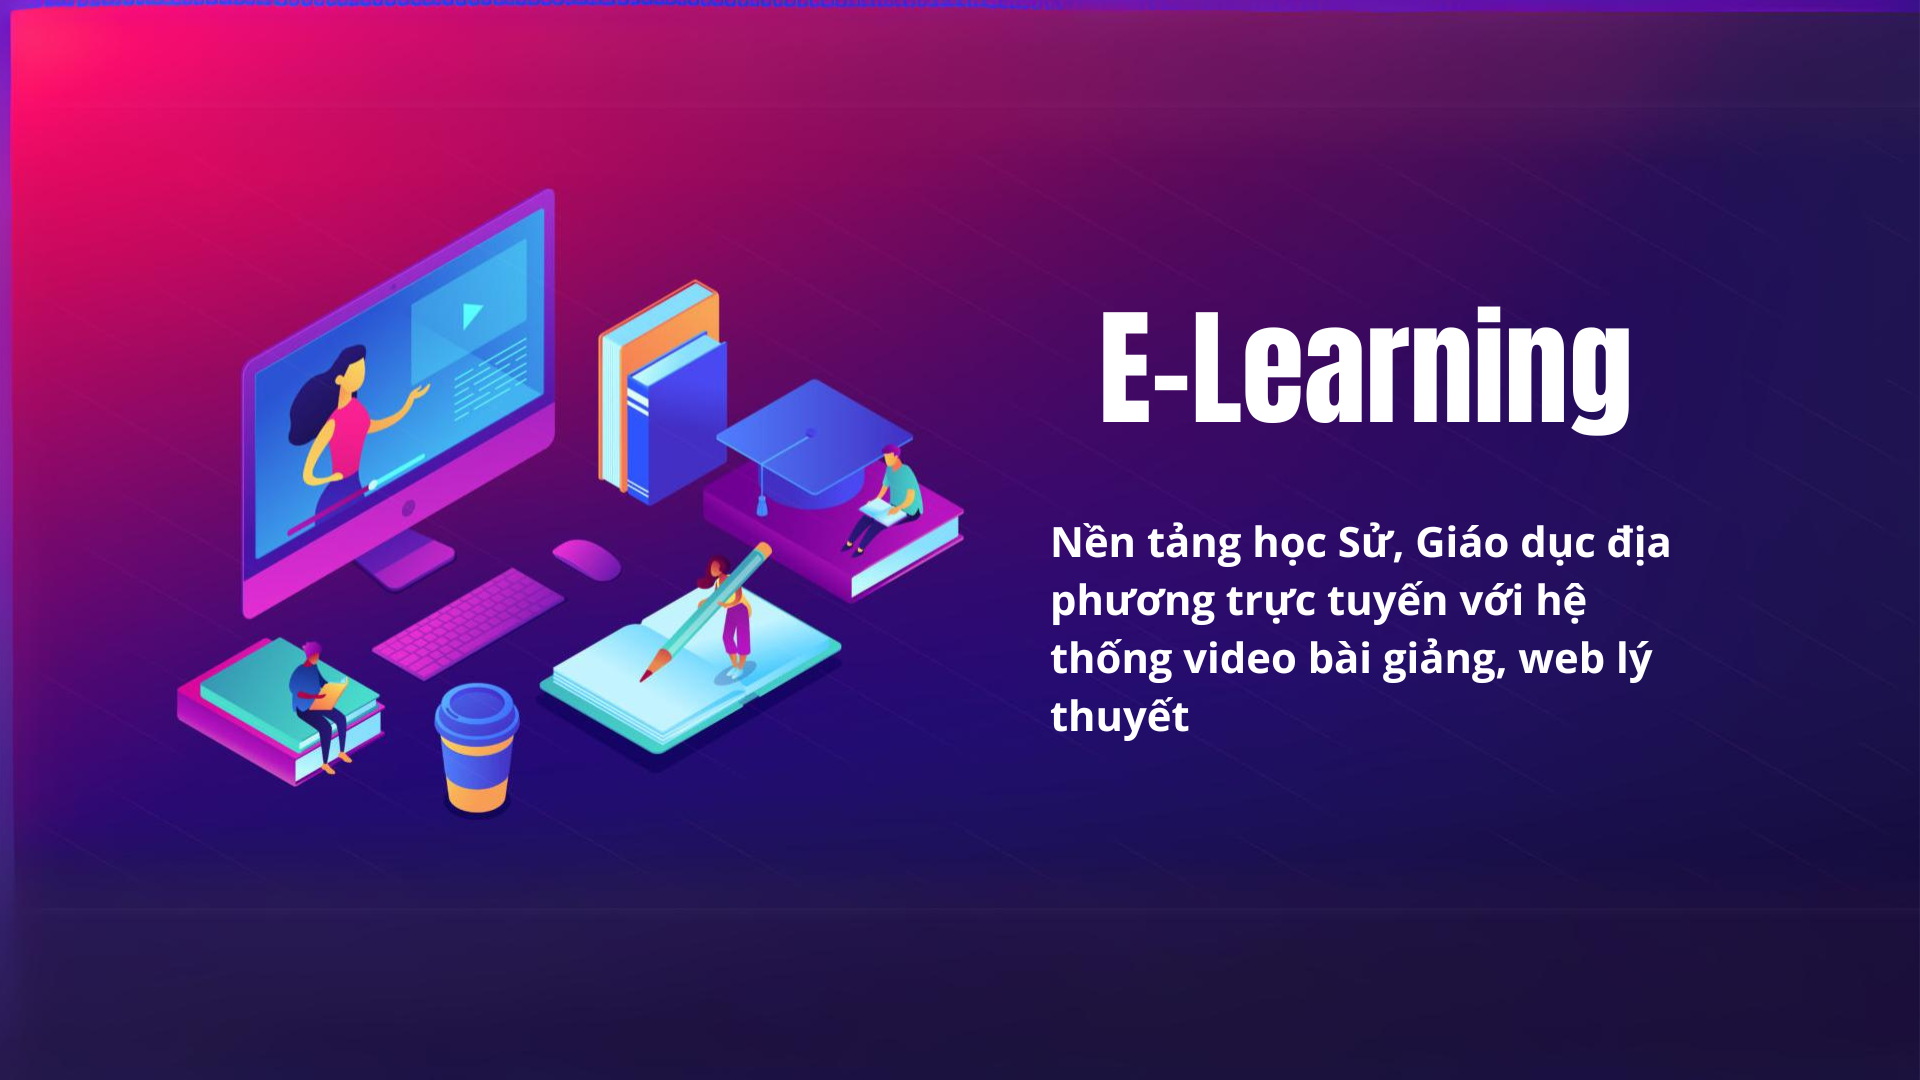 E-Learning
Nền tảng học Sử, Giáo dục địa
phương trực tuyến với hệ
thống video bài giảng, web lý
thuyết